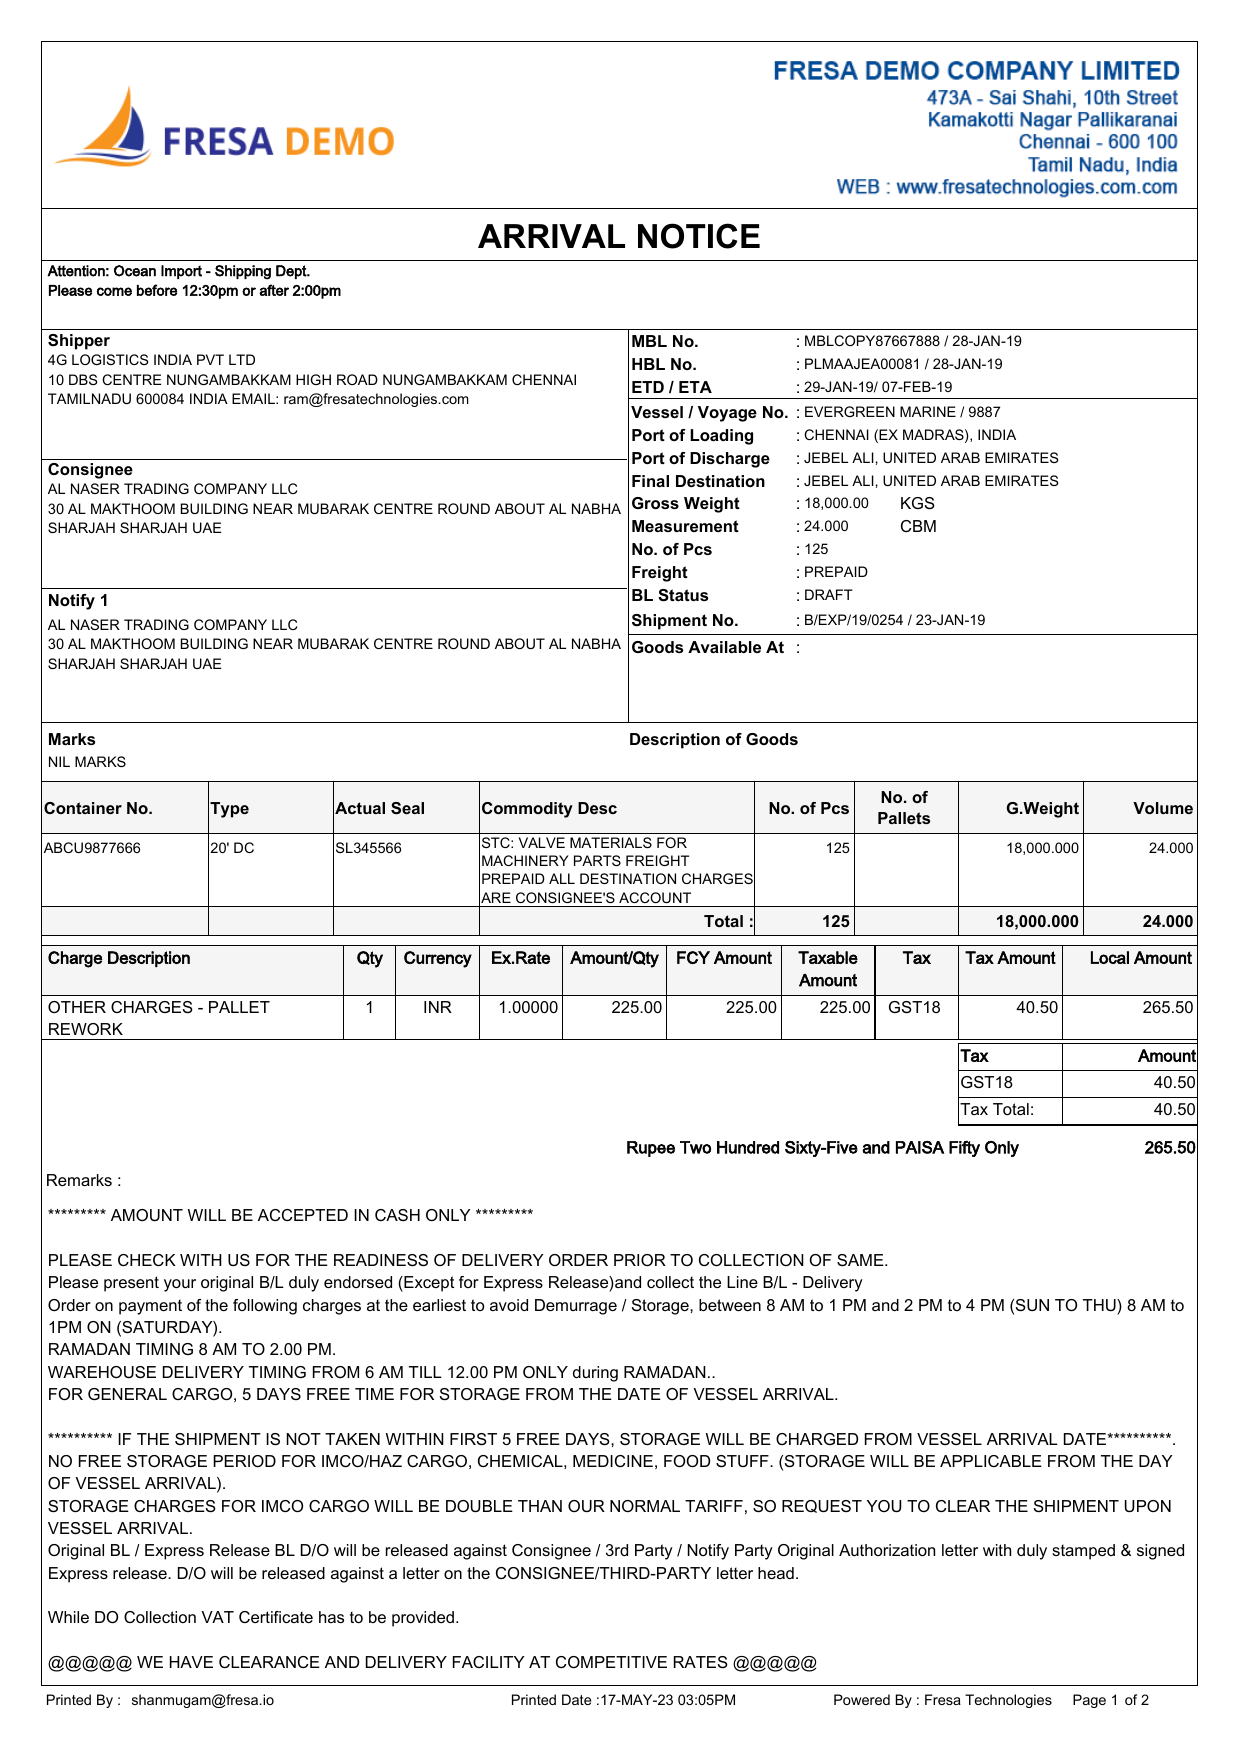 FRESA DEMO
FRESA DEMO COMPANY LIMITED
473A - Sai Shahi, 10th Street
Kamakotti Nagar Pallikaranai
Chennai - 600 100
Tamil Nadu, India
WEB : www.fresatechnologies.com.com
ARRIVAL NOTICE
Attention: Ocean Import - Shipping Dept.
Please come before 12:30pm or after 2:00pm
Shipper
4G LOGISTICS INDIA PVT LTD
10 DBS CENTRE NUNGAMBAKKAM HIGH ROAD NUNGAMBAKKAM CHENNAI
TAMILNADU 600084 INDIA EMAIL: ram@fresatechnologies.com
Consignee
AL NASER TRADING COMPANY LLC
30 AL MAKTHOOM BUILDING NEAR MUBARAK CENTRE ROUND ABOUT AL NABHA
SHARJAH SHARJAH UAE
Notify 1
AL NASER TRADING COMPANY LLC
30 AL MAKTHOOM BUILDING NEAR MUBARAK CENTRE ROUND ABOUT AL NABHA
SHARJAH SHARJAH UAE
MBL No. : MBLCOPY87667888 / 28-JAN-19
HBL No. : PLMAAJEA00081 / 28-JAN-19
ETD / ETA : 29-JAN-19/ 07-FEB-19
Vessel / Voyage No. : EVERGREEN MARINE / 9887
Port of Loading : CHENNAI (EX MADRAS), INDIA
Port of Discharge : JEBEL ALI, UNITED ARAB EMIRATES
Final Destination : JEBEL ALI, UNITED ARAB EMIRATES
Gross Weight : 18,000.00 KGS
Measurement : 24.000 CBM
No. of Pcs : 125
Freight : PREPAID
BL Status : DRAFT
Shipment No. : B/EXP/19/0254 / 23-JAN-19
Goods Available At :
Marks Description of Goods
NIL MARKS
Container No. Type Actual Seal Commodity Desc No. of Pcs No. of Pallets G.Weight Volume
ABCU9877666 20' DC SL345566 STC: VALVE MATERIALS FOR 125 18,000.000 24.000
MACHINERY PARTS FREIGHT
PREPAID ALL DESTINATION CHARGES
ARE CONSIGNEE'S ACCOUNT
Total : 125 18,000.000 24.000
Charge Description Qty Currency Ex.Rate Amount/Qty FCY Amount Taxable Amount Tax Tax Amount Local Amount
OTHER CHARGES - PALLET 1 INR 1.00000 225.00 225.00 225.00 GST18 40.50 265.50
REWORK
Tax Amount
GST18 40.50
Tax Total: 40.50
Rupee Two Hundred Sixty-Five and PAISA Fifty Only 265.50
Remarks :
********* AMOUNT WILL BE ACCEPTED IN CASH ONLY *********
PLEASE CHECK WITH US FOR THE READINESS OF DELIVERY ORDER PRIOR TO COLLECTION OF SAME.
Please present your original B/L duly endorsed (Except for Express Release)and collect the Line B/L - Delivery
Order on payment of the following charges at the earliest to avoid Demurrage / Storage, between 8 AM to 1 PM and 2 PM to 4 PM (SUN TO THU) 8 AM to
1PM ON (SATURDAY).
RAMADAN TIMING 8 AM TO 2.00 PM.
WAREHOUSE DELIVERY TIMING FROM 6 AM TILL 12.00 PM ONLY during RAMADAN..
FOR GENERAL CARGO, 5 DAYS FREE TIME FOR STORAGE FROM THE DATE OF VESSEL ARRIVAL.
********** IF THE SHIPMENT IS NOT TAKEN WITHIN FIRST 5 FREE DAYS, STORAGE WILL BE CHARGED FROM VESSEL ARRIVAL DATE**********.
NO FREE STORAGE PERIOD FOR IMCO/HAZ CARGO, CHEMICAL, MEDICINE, FOOD STUFF. (STORAGE WILL BE APPLICABLE FROM THE DAY
OF VESSEL ARRIVAL).
STORAGE CHARGES FOR IMCO CARGO WILL BE DOUBLE THAN OUR NORMAL TARIFF, SO REQUEST YOU TO CLEAR THE SHIPMENT UPON
VESSEL ARRIVAL.
Original BL / Express Release BL D/O will be released against Consignee / 3rd Party / Notify Party Original Authorization letter with duly stamped & signed
Express release. D/O will be released against a letter on the CONSIGNEE/THIRD-PARTY letter head.
While DO Collection VAT Certificate has to be provided.
@@@@@ WE HAVE CLEARANCE AND DELIVERY FACILITY AT COMPETITIVE RATES @@@@@
Printed By : shanmugam@fresa.io Printed Date :17-MAY-23 03:05PM Powered By : Fresa Technologies Page 1 of 2